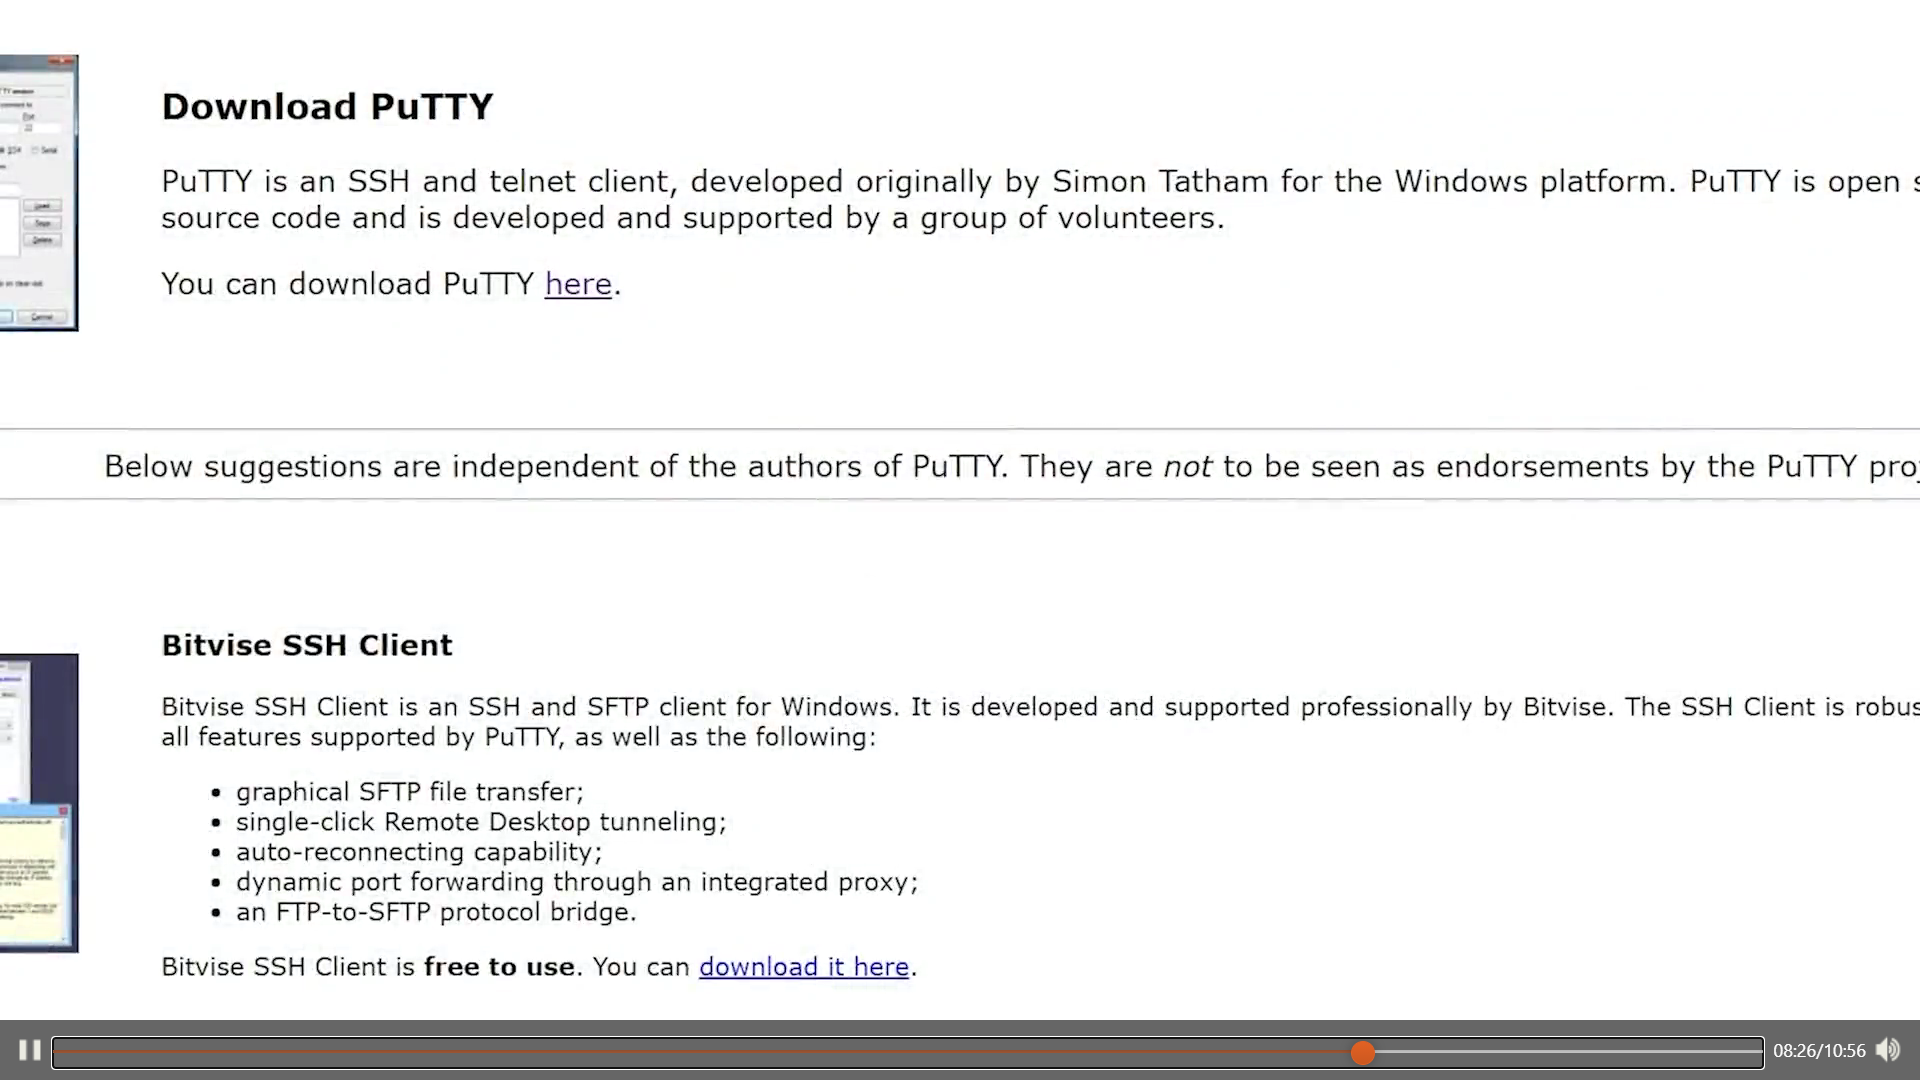 Download PuTTY
PuTTY is an SSH and telnet client, developed originally by Simon Tatham for the Windows platform. PuTTY is open
source code and is developed and supported by a group of volunteers.
You can download PuTTY here.
Below suggestions are independent of the authors of PuTTY. They are not to be seen as endorsements by the PuTTY
Bitvise SSH Client
Bitvise SSH Client is an SSH and SFTP client for Windows. It is developed and supported professionally by Bitvise. The SSH Client is
all features supported by PuTTY, as well as the following:
• graphical SFTP file transfer;
• single-click Remote Desktop tunneling;
• auto-reconnecting capability;
• dynamic port forwarding through an integrated proxy;
• an FTP-to-SFTP protocol bridge.
Bitvise SSH Client is free to use. You can download it here.
08:26/10:56